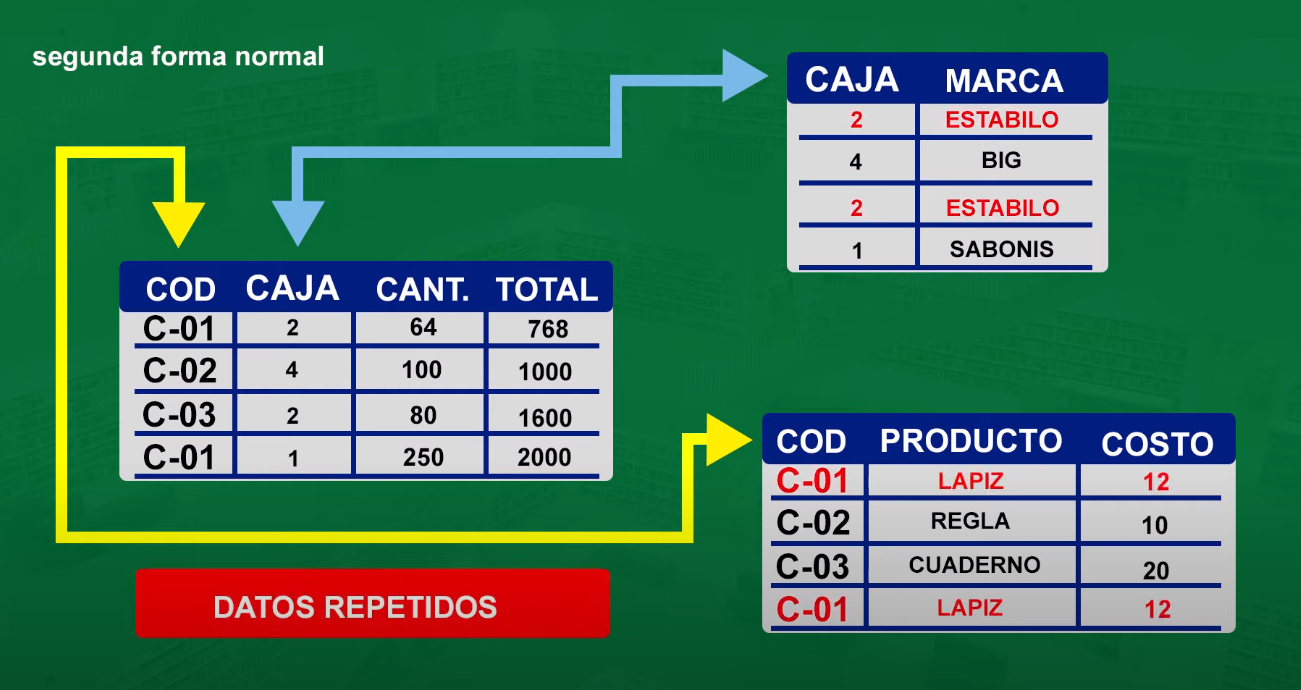 segunda forma normal
CAJA MARCA
2 ESTABILO
4 BIG
2 ESTABILO
1 SABONIS
COD CAJA CANT. TOTAL
C-01 2 64 768
C-02 4 100 1000
C-03 2 80 1600
C-01 1 250 2000
COD PRODUCTO COSTO
C-01 LAPIZ 12
C-02 REGLA 10
C-03 CUADERNO 20
C-01 LAPIZ 12
DATOS REPETIDOS